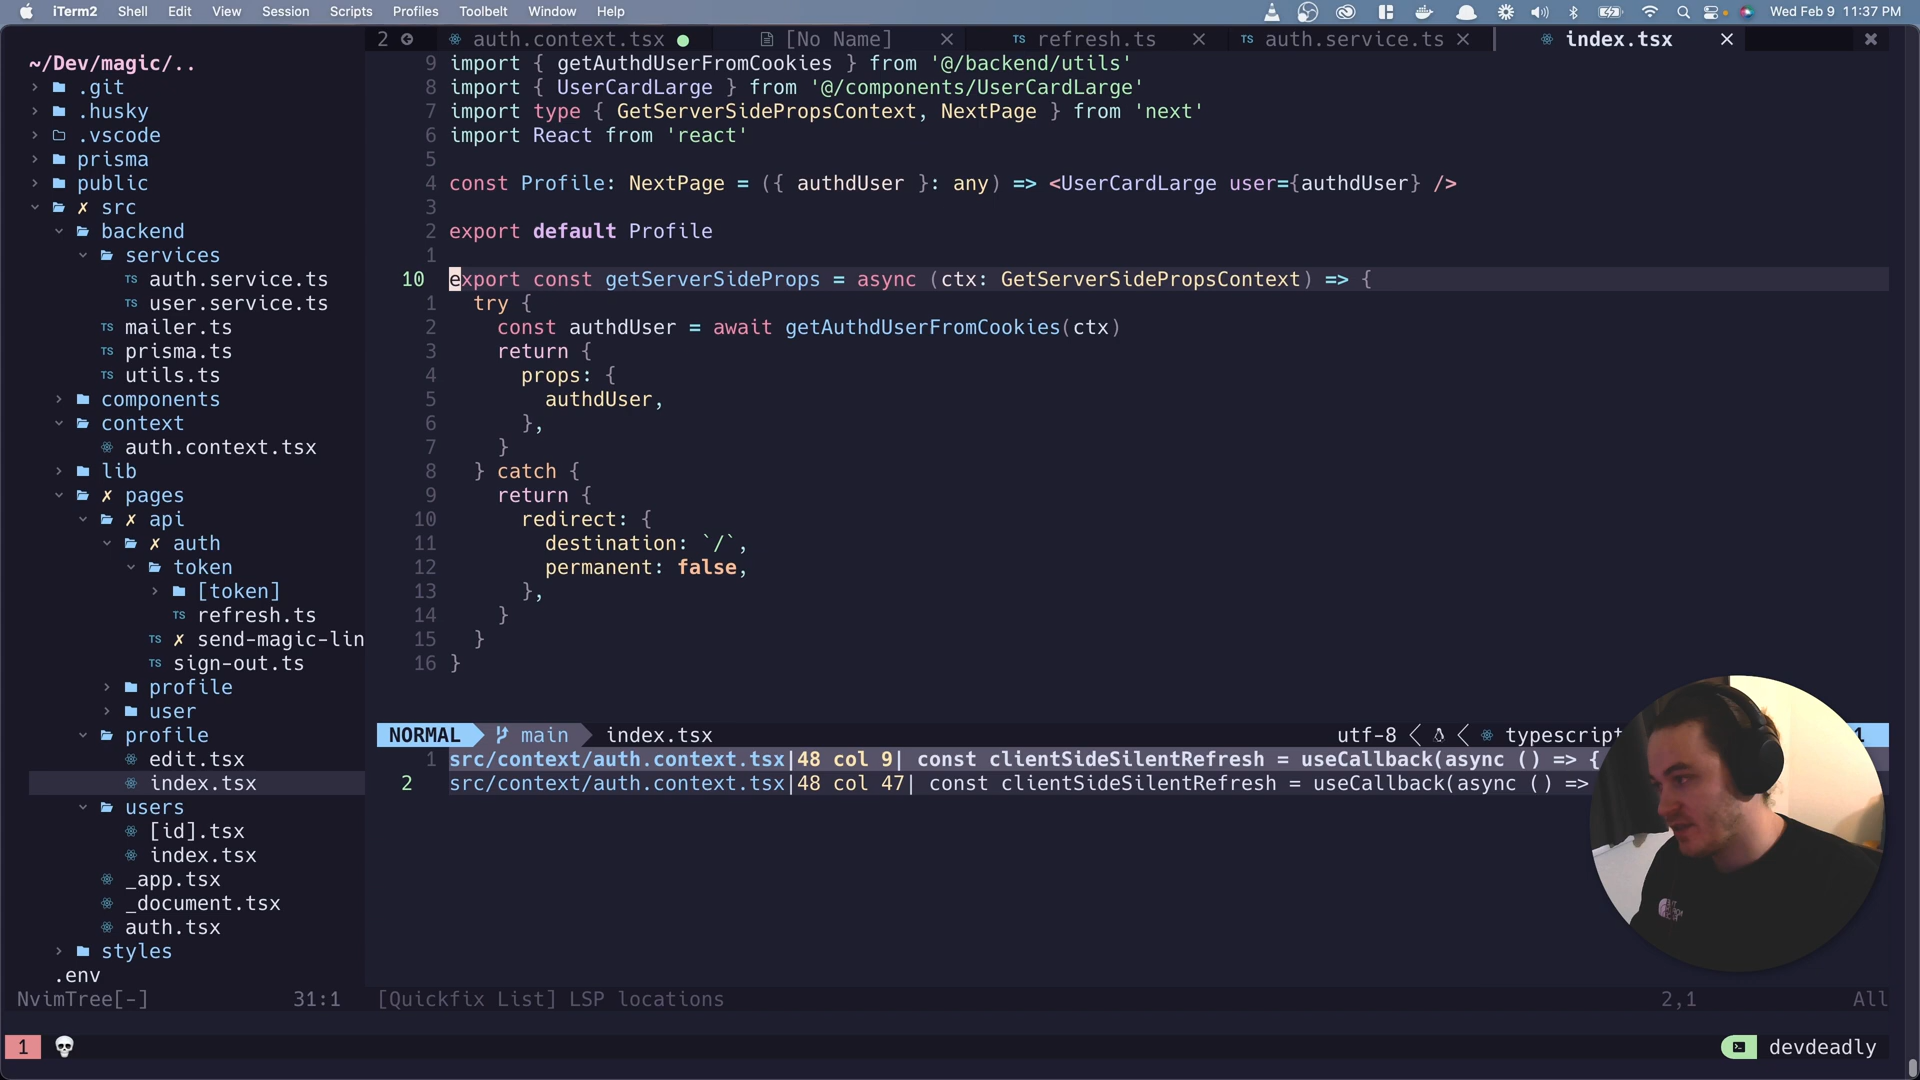 iTerm2 Shell Edit View Session Scripts Profiles Toolbelt Window Help Wed Feb 9 11:37 PM
2 auth.context.tsx [No Name] TS refresh.ts TS auth.service.ts index.tsx
~/Dev/magic/..
.git
.husky
.vscode
prisma
public
✗ src
backend
services
TS auth.service.ts
TS user.service.ts
TS mailer.ts
TS prisma.ts
TS utils.ts
components
context
auth.context.tsx
lib
✗ pages
✗ api
✗ auth
token
[token]
TS refresh.ts
TS ✗ send-magic-lin
TS sign-out.ts
profile
user
profile
edit.tsx
index.tsx
users
[id].tsx
index.tsx
_app.tsx
_document.tsx
auth.tsx
styles
.env
NvimTree[-] 31:1
9 import { getAuthdUserFromCookies } from '@/backend/utils'
8 import { UserCardLarge } from '@/components/UserCardLarge'
7 import type { GetServerSidePropsContext, NextPage } from 'next'
6 import React from 'react'
5
4 const Profile: NextPage = ({ authdUser }: any) => <UserCardLarge user={authdUser} />
3
2 export default Profile
1
10 export const getServerSideProps = async (ctx: GetServerSidePropsContext) => {
1 try {
2 const authdUser = await getAuthdUserFromCookies(ctx)
3 return {
4 props: {
5 authdUser,
6 },
7 }
8 } catch {
9 return {
10 redirect: {
11 destination: `/`,
12 permanent: false,
13 },
14 }
15 }
16 }
NORMAL main index.tsx utf-8 typescript 1
1 src/context/auth.context.tsx|48 col 9| const clientSideSilentRefresh = useCallback(async () => {
2 src/context/auth.context.tsx|48 col 47| const clientSideSilentRefresh = useCallback(async () =>
[Quickfix List] LSP locations 2,1 All
1 devdeadly